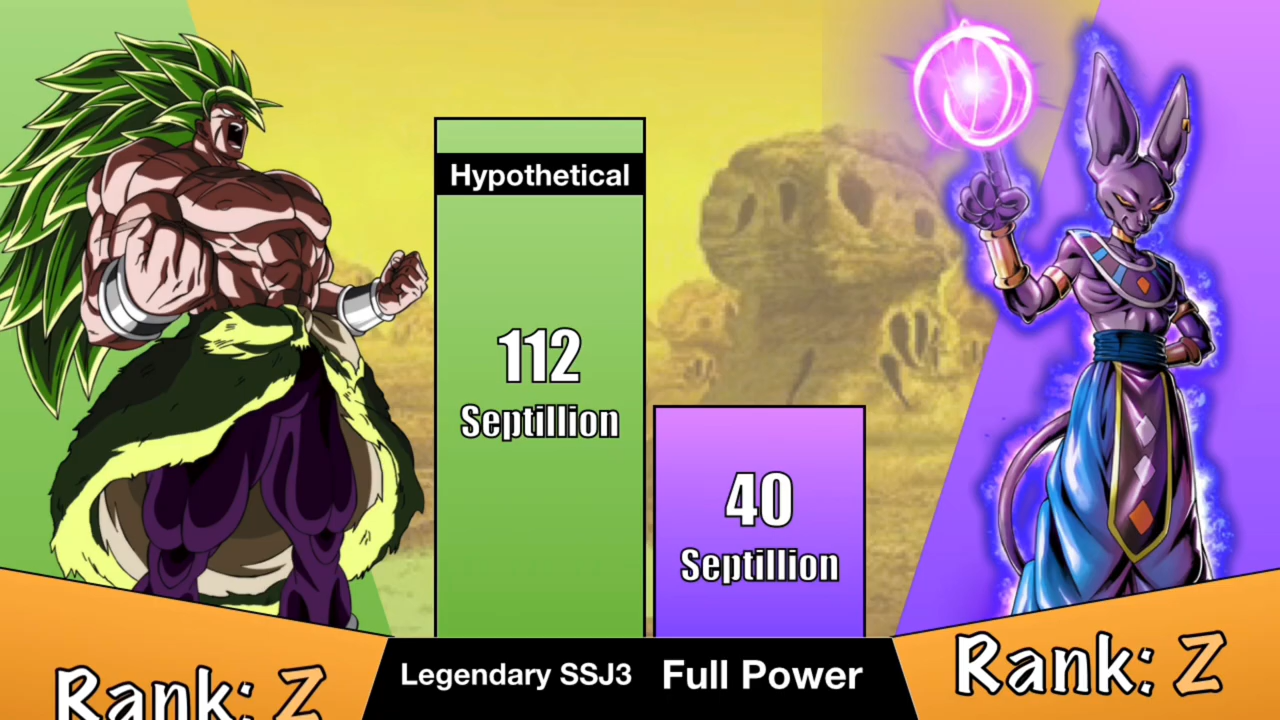 Hypothetical
112
Septillion
40
Septillion
Legendary SSJ3
Full Power
Rank: Z
Rank: Z